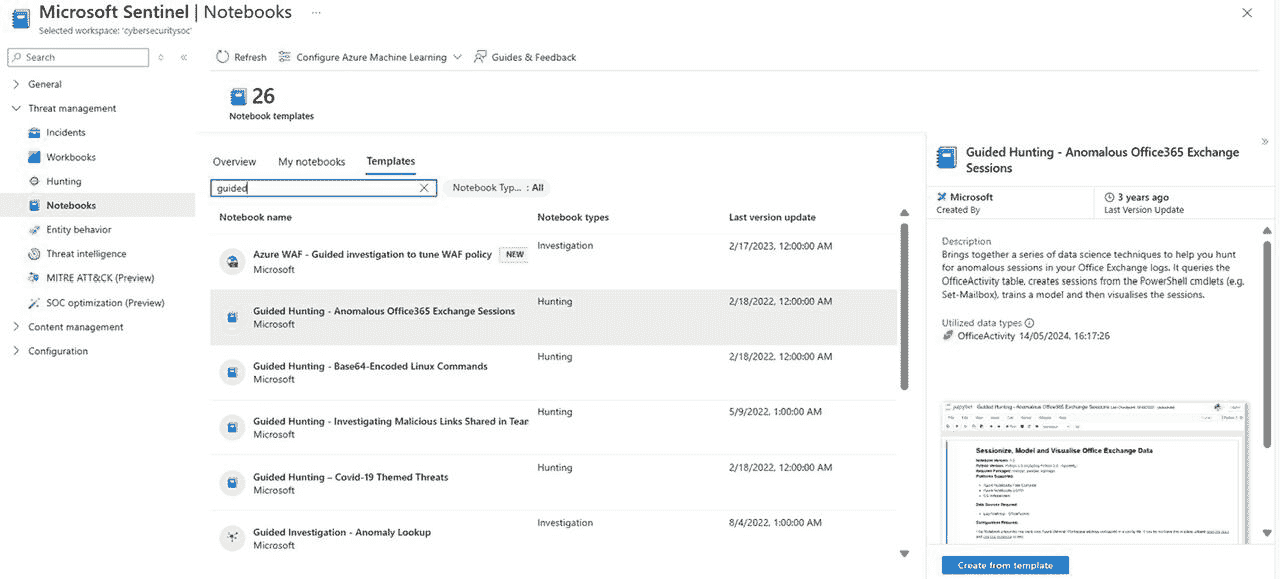 Microsoft Sentinel | Notebooks ...
Selected workspace: 'cybersecuritysoc'
Search
General
Threat management
Incidents
Workbooks
Hunting
Notebooks
Entity behavior
Threat intelligence
MITRE ATT&CK (Preview)
SOC optimization (Preview)
Content management
Configuration
Refresh
Configure Azure Machine Learning
Guides & Feedback
26
Notebook templates
Overview
My notebooks
Templates
guided
Notebook Typ... : All
Notebook name
Notebook types
Last version update
Azure WAF - Guided investigation to tune WAF policy NEW
Microsoft
Investigation
2/17/2023, 12:00:00 AM
Guided Hunting - Anomalous Office365 Exchange Sessions
Microsoft
Hunting
2/18/2022, 12:00:00 AM
Guided Hunting - Base64-Encoded Linux Commands
Microsoft
Hunting
2/18/2022, 12:00:00 AM
Guided Hunting - Investigating Malicious Links Shared in Tear
Microsoft
Hunting
5/9/2022, 1:00:00 AM
Guided Hunting – Covid-19 Themed Threats
Microsoft
Hunting
2/18/2022, 12:00:00 AM
Guided Investigation - Anomaly Lookup
Microsoft
Investigation
8/4/2022, 1:00:00 AM
Guided Hunting - Anomalous Office365 Exchange
Sessions
Microsoft
Created By
3 years ago
Last Version Update
Description
Brings together a series of data science techniques to help you hunt
for anomalous sessions in your Office Exchange logs. It queries the
OfficeActivity table, creates sessions from the PowerShell cmdlets (e.g.
Set-Mailbox), trains a model and then visualises the sessions.
Utilized data types
OfficeActivity 14/05/2024, 16:17:26
Guided Hunting - Anomalous Office365 Exchange Sessions
Sessionize, Model and Visualise Office Exchange Data
Create from template